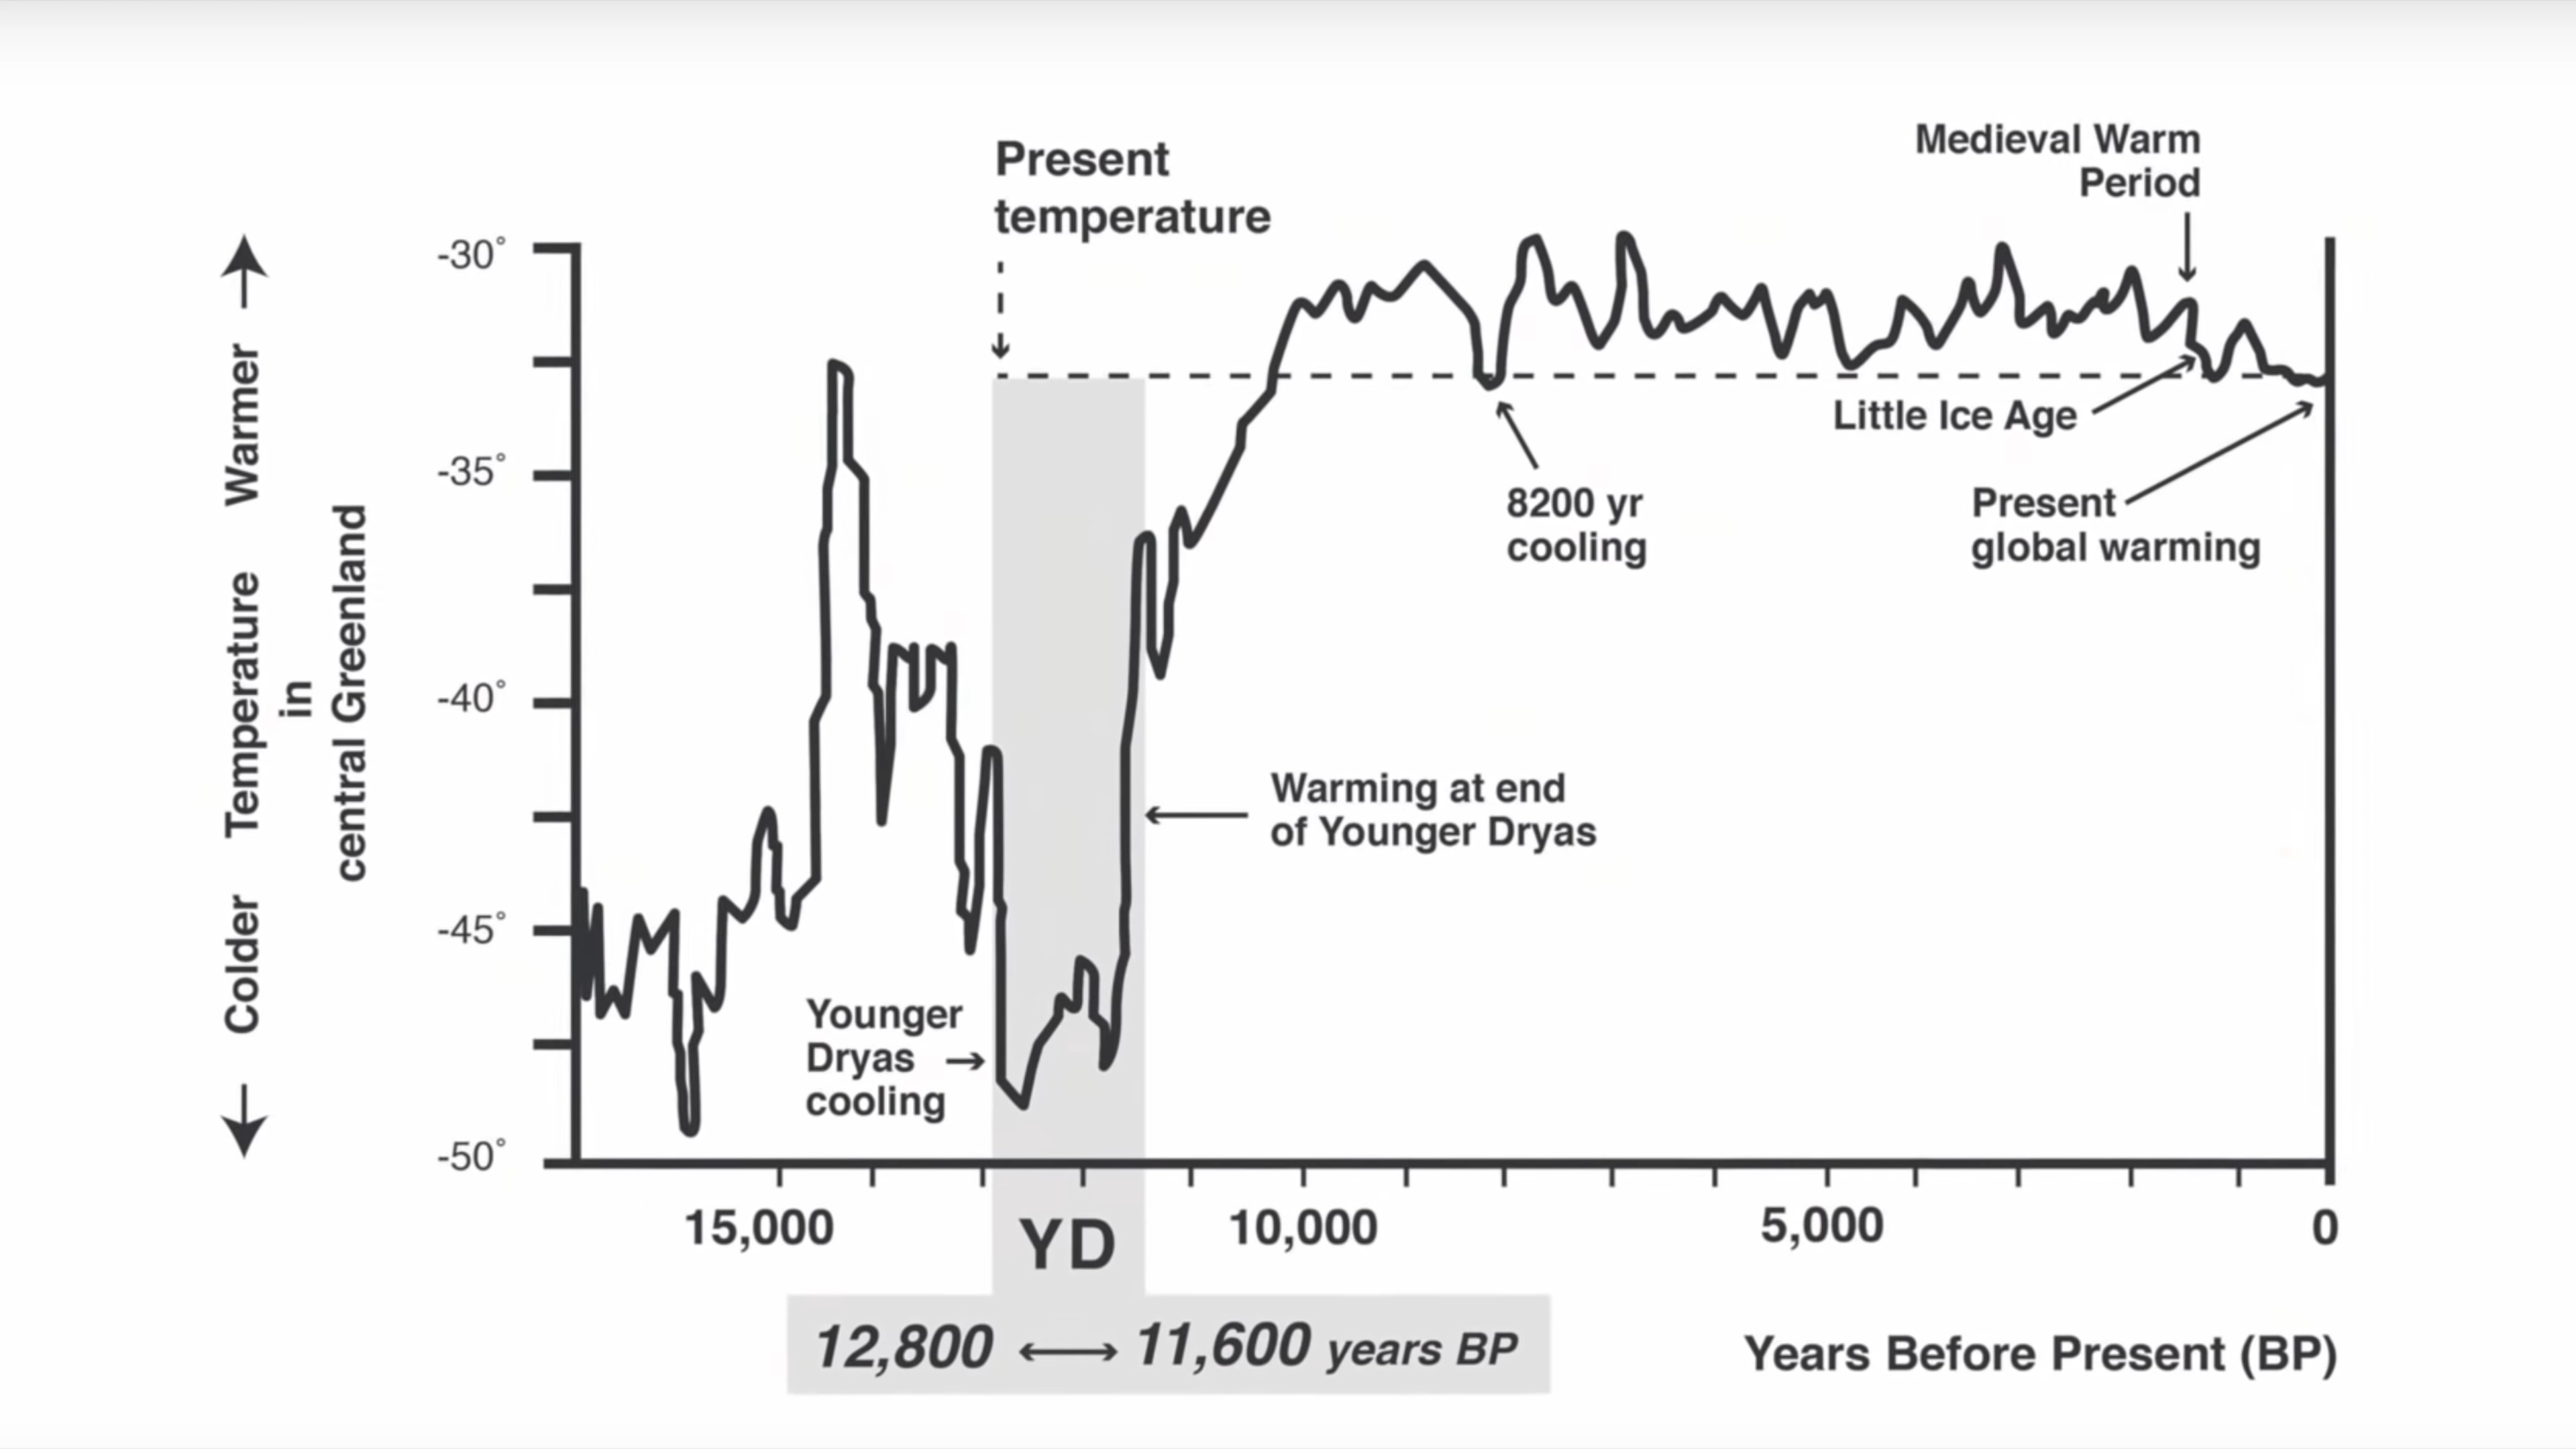 Present
temperature
Medieval Warm
Period
-30°
-35°
-40°
-45°
-50°
Colder Temperature Warmer
in
central Greenland
Little Ice Age
8200 yr
cooling
Present
global warming
Warming at end
of Younger Dryas
Younger
Dryas
cooling
15,000
YD
10,000
5,000
0
12,800 ⟷ 11,600 years BP
Years Before Present (BP)